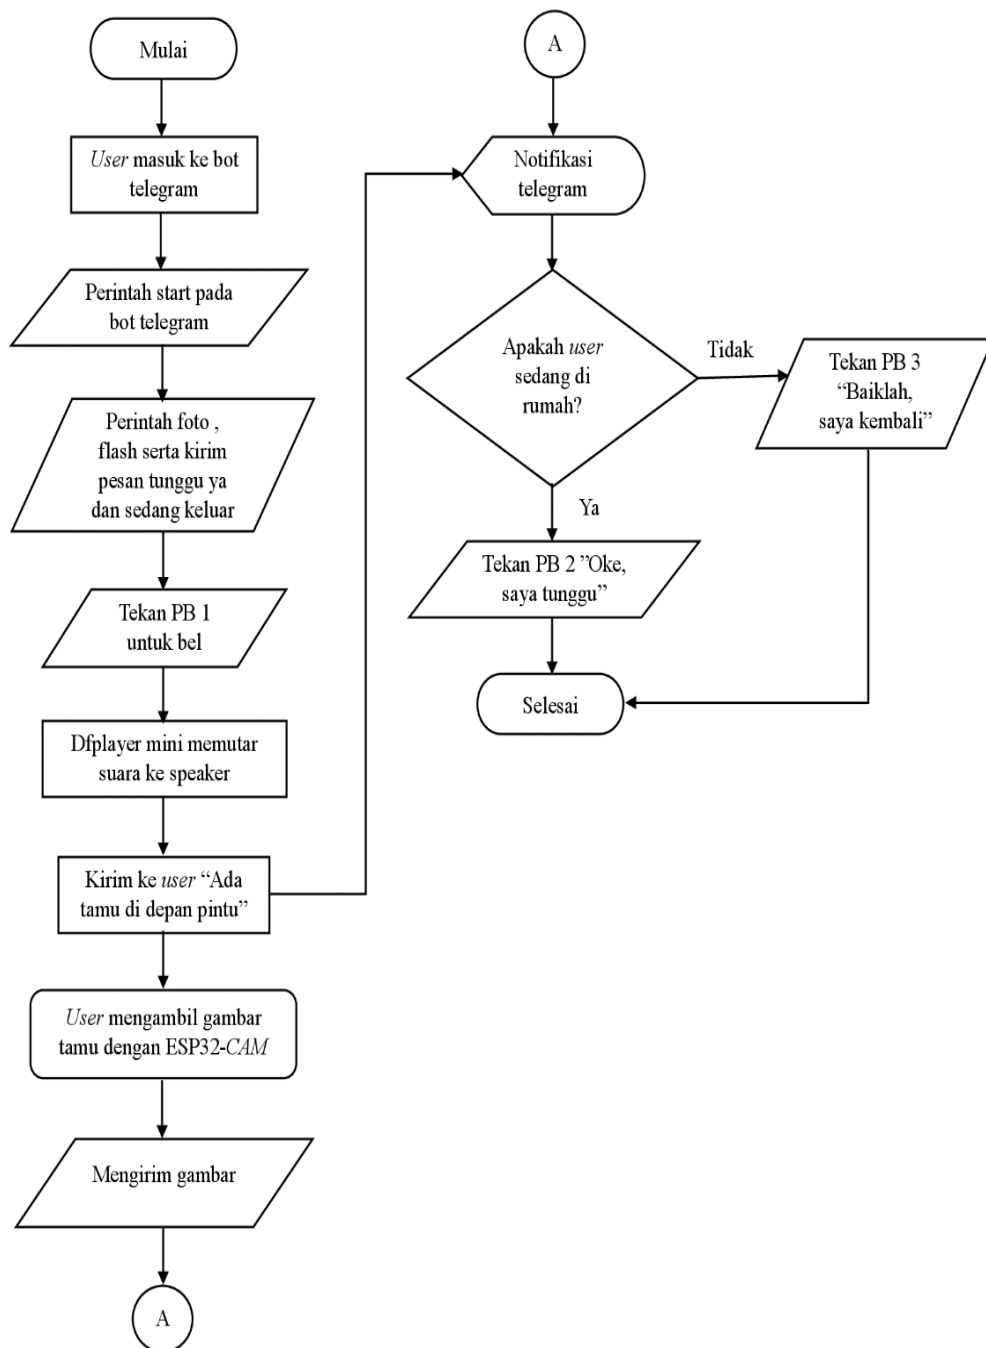 Mulai
User masuk ke bot
telegram
Perintah start pada
bot telegram
Perintah foto ,
flash serta kirim
pesan tunggu ya
dan sedang keluar
Tekan PB 1
untuk bel
Dfplayer mini memutar
suara ke speaker
Kirim ke user “Ada
tamu di depan pintu”
User mengambil gambar
tamu dengan ESP32-CAM
Mengirim gambar
A
A
Notifikasi
telegram
Apakah user
sedang di
rumah?
Tidak
Tekan PB 3
“Baiklah,
saya kembali”
Ya
Tekan PB 2 ”Oke,
saya tunggu”
Selesai